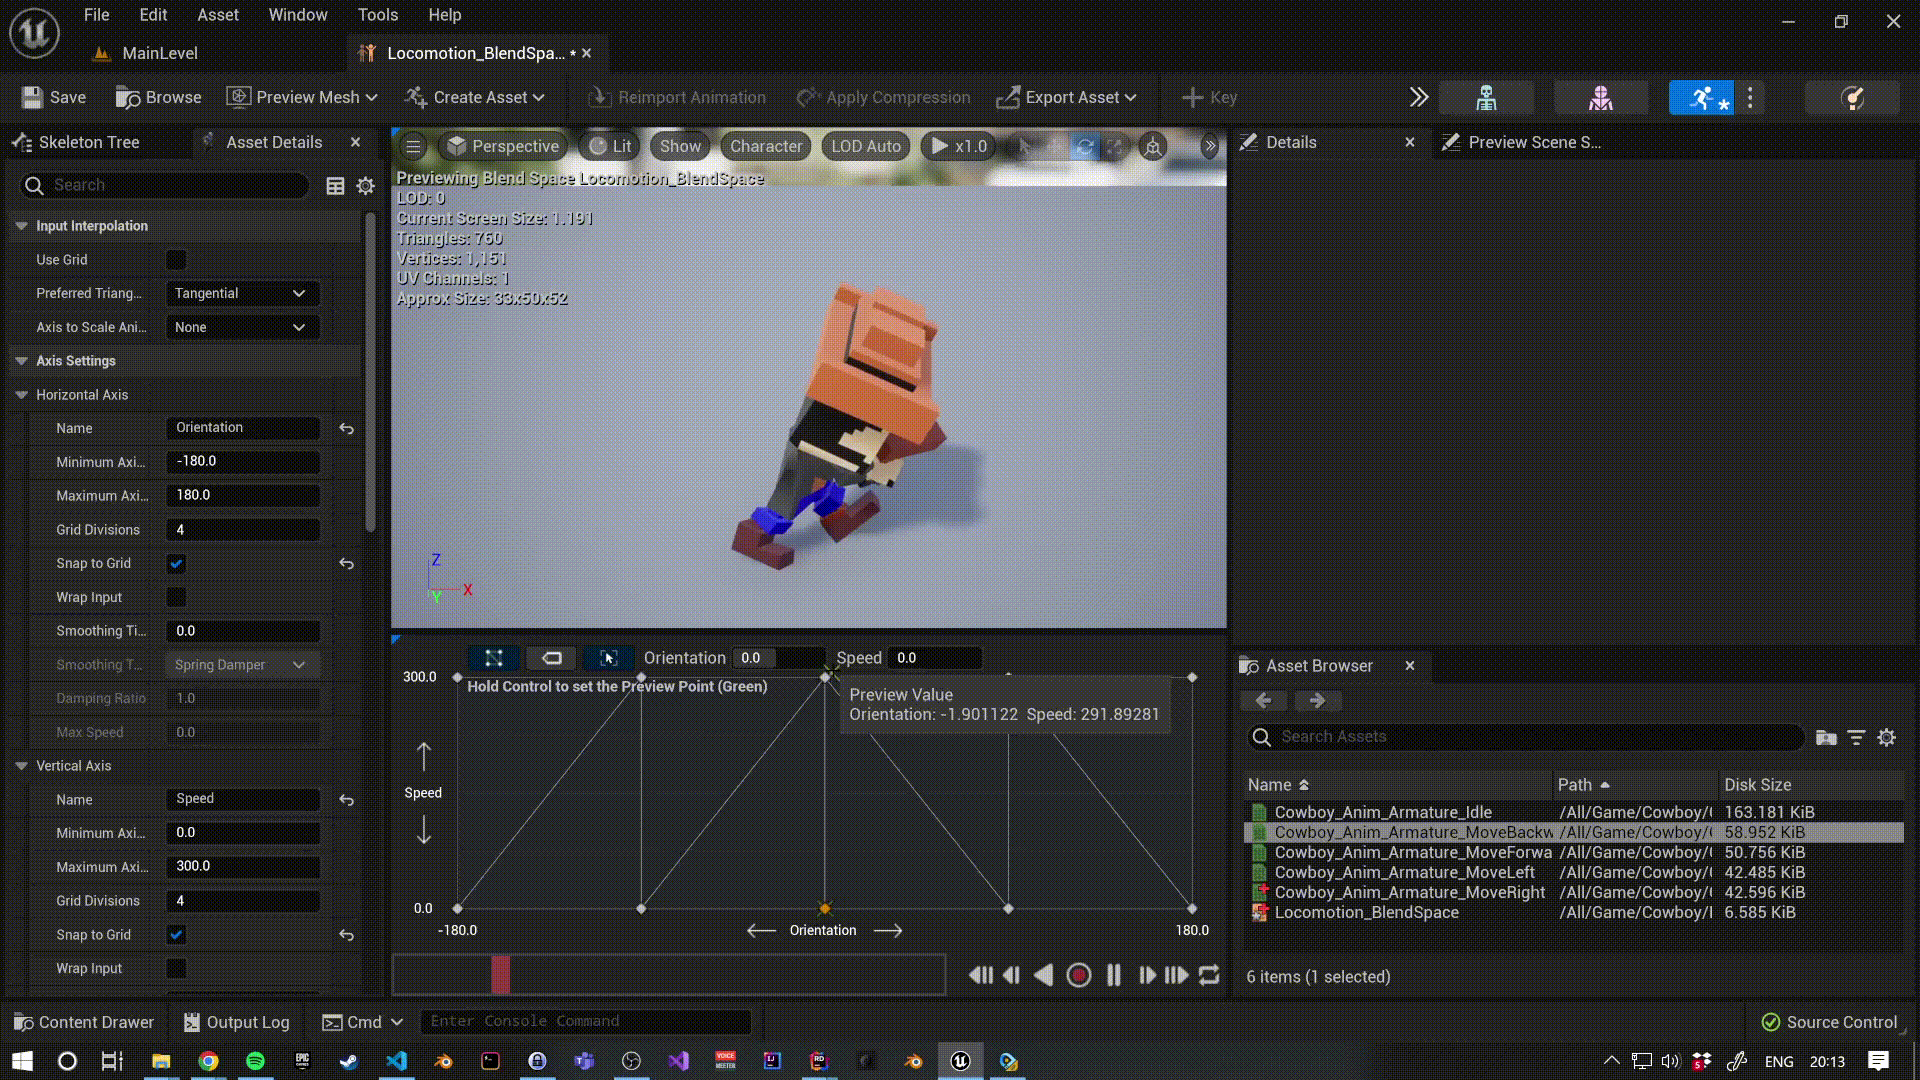 File Edit Asset Window Tools Help
MainLevel
Locomotion_BlendSpa... *
Save Browse Preview Mesh Create Asset Reimport Animation Apply Compression Export Asset Key
Skeleton Tree
Asset Details
Search
Input Interpolation
Use Grid
Preferred Triang... Tangential
Axis to Scale Ani... None
Axis Settings
Horizontal Axis
Name Orientation
Minimum Axi... -180.0
Maximum Axi... 180.0
Grid Divisions 4
Snap to Grid
Wrap Input
Smoothing Ti... 0.0
Smoothing T... Spring Damper
Damping Ratio 1.0
Max Speed 0.0
Vertical Axis
Name Speed
Minimum Axi... 0.0
Maximum Axi... 300.0
Grid Divisions 4
Snap to Grid
Wrap Input
Perspective Lit Show Character LOD Auto x1.0
Previewing Blend Space Locomotion_BlendSpace
LOD: 0
Current Screen Size: 1.191
Triangles: 760
Vertices: 1,151
UV Channels: 1
Approx Size: 33x50x52
Z
X
Y
Orientation 0.0 Speed 0.0
300.0
Hold Control to set the Preview Point (Green)
Preview Value
Orientation: -1.901122 Speed: 291.89281
Speed
0.0
-180.0
Orientation
180.0
Details
Preview Scene S...
Asset Browser
Search Assets
Name Path Disk Size
Cowboy_Anim_Armature_Idle /All/Game/Cowboy/( 163.181 KiB
Cowboy_Anim_Armature_MoveBackw /All/Game/Cowboy/( 58.952 KiB
Cowboy_Anim_Armature_MoveForwa /All/Game/Cowboy/( 50.756 KiB
Cowboy_Anim_Armature_MoveLeft /All/Game/Cowboy/( 42.485 KiB
Cowboy_Anim_Armature_MoveRight /All/Game/Cowboy/( 42.596 KiB
Locomotion_BlendSpace /All/Game/Cowboy/l 6.585 KiB
6 items (1 selected)
Content Drawer Output Log Cmd Enter Console Command
Source Control
ENG 20:13